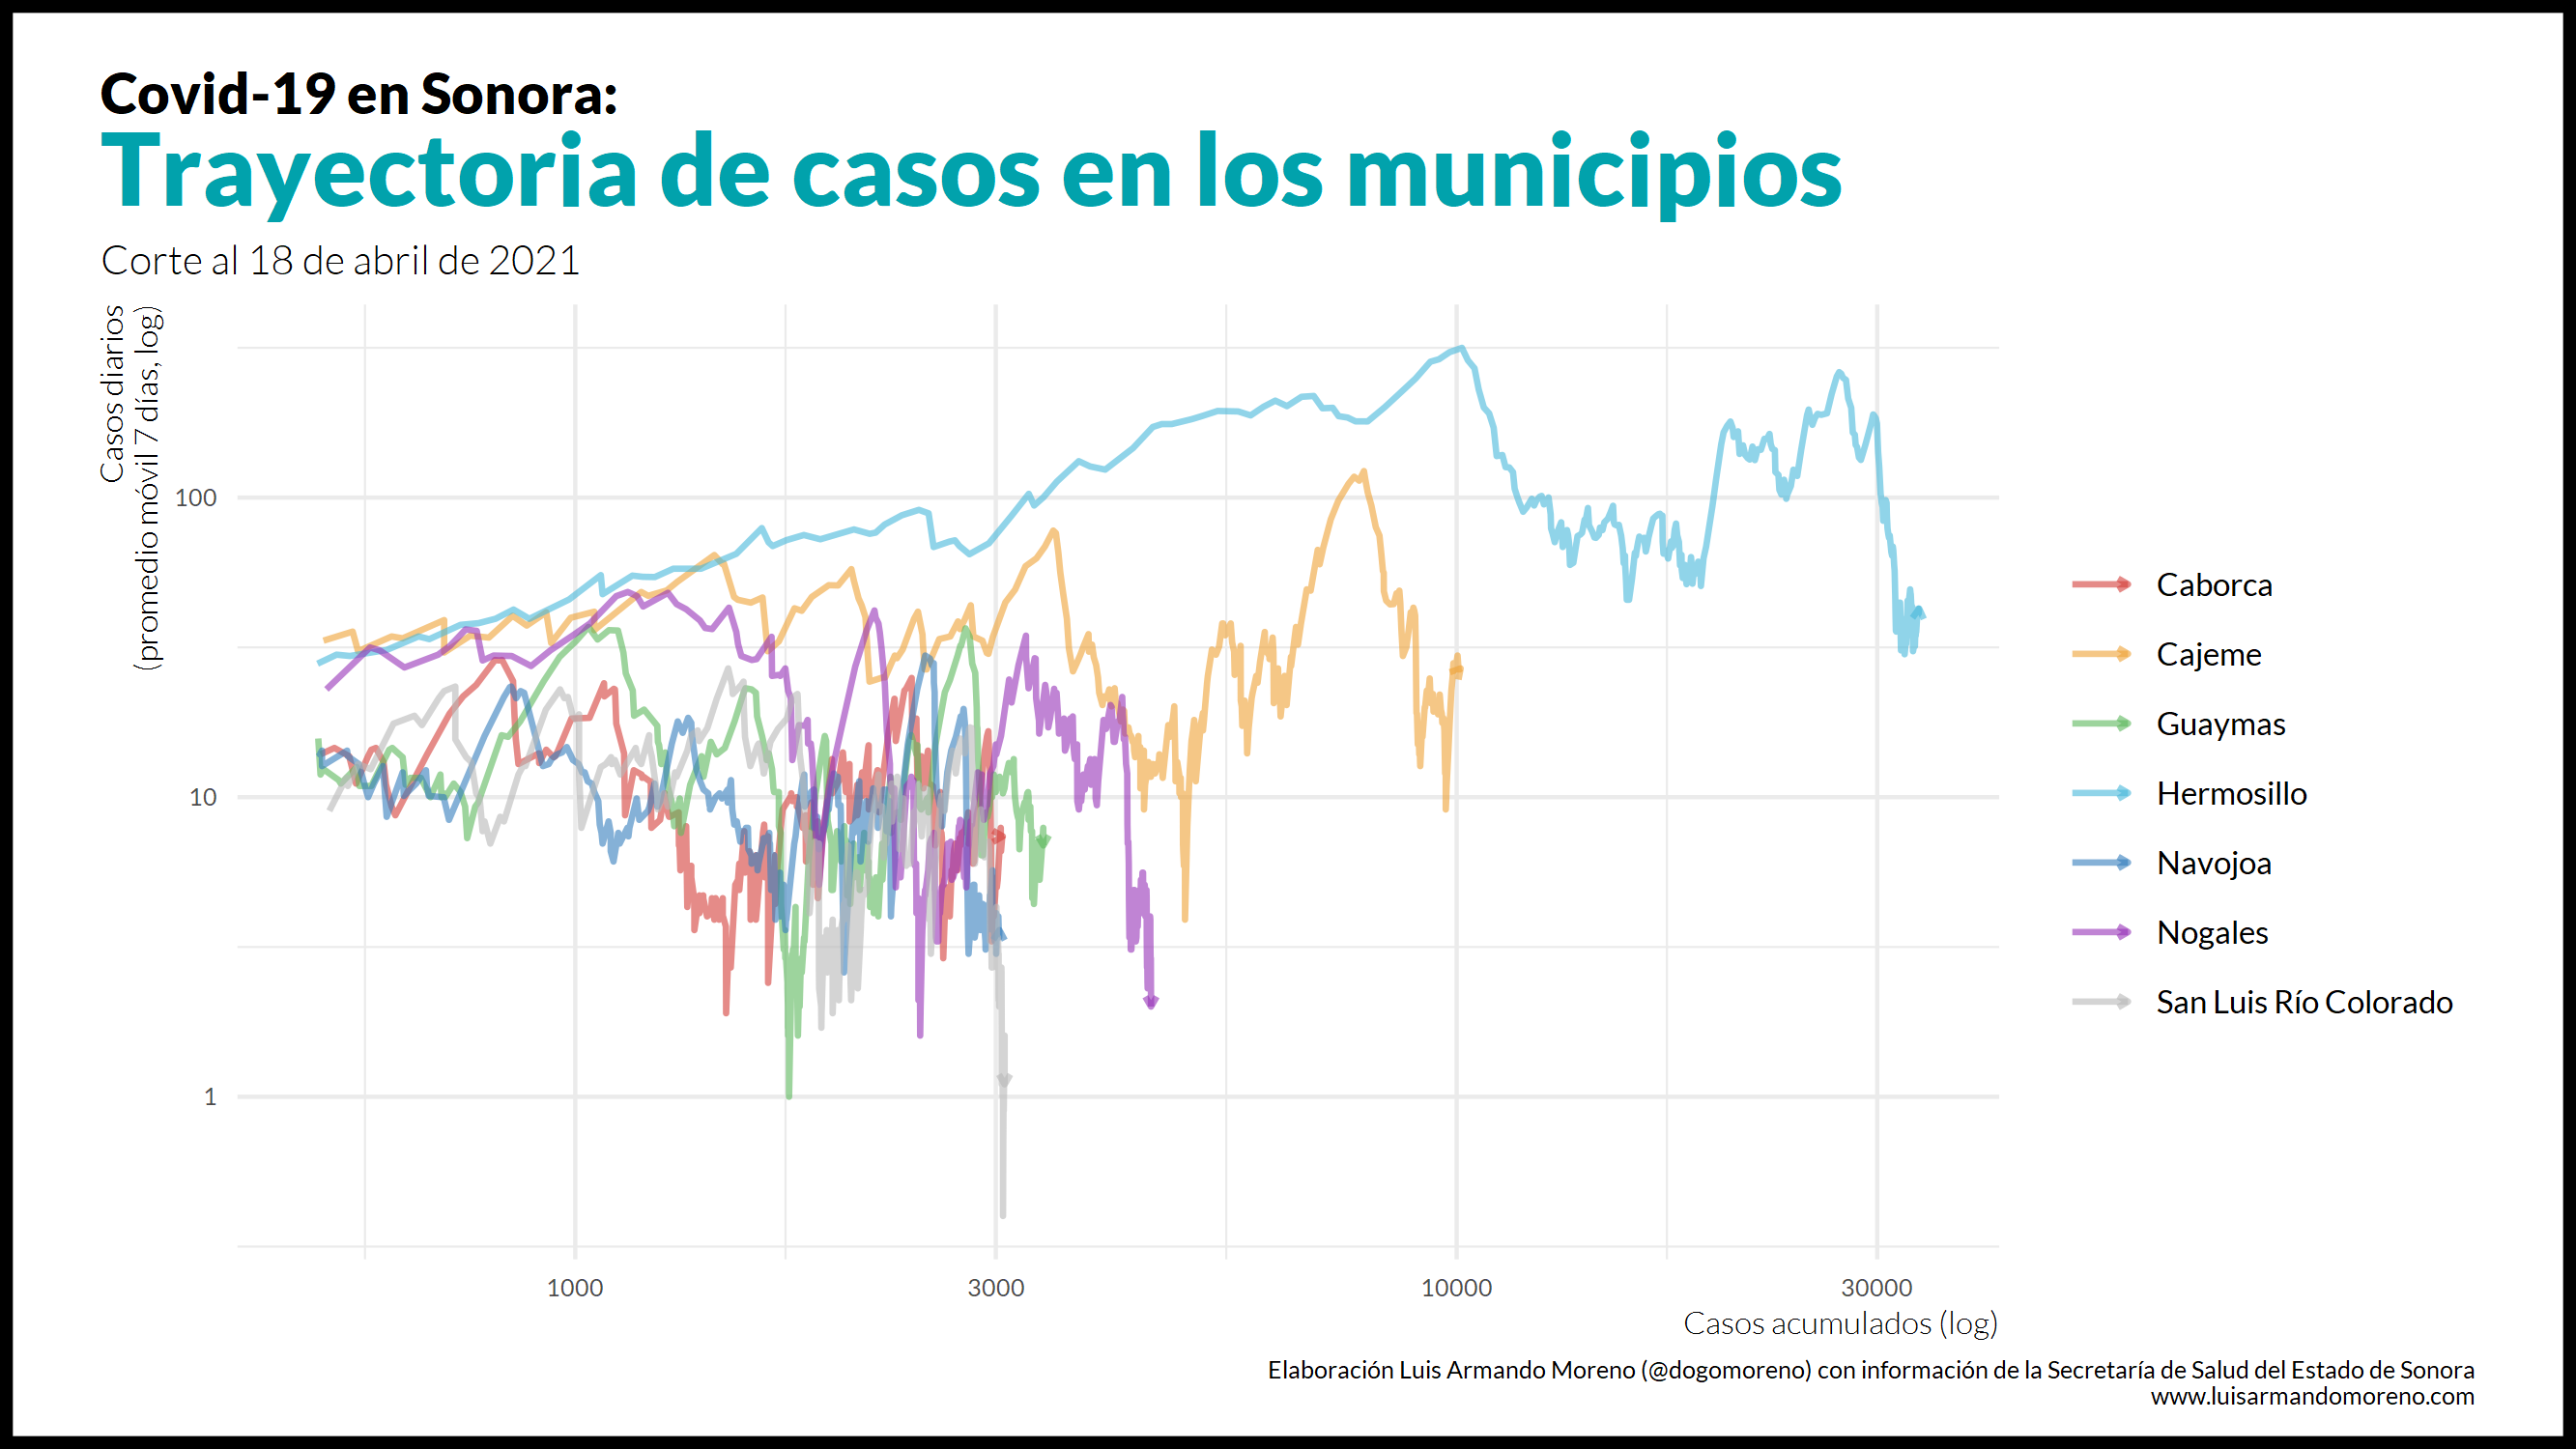 Covid-19 en Sonora:
Trayectoria de casos en los municipios
Corte al 18 de abril de 2021
Casos diarios
(promedio móvil 7 días, log)
100
10
1
1000
3000
10000
30000
Casos acumulados (log)
Caborca
Cajeme
Guaymas
Hermosillo
Navojoa
Nogales
San Luis Río Colorado
Elaboración Luis Armando Moreno (@dogomoreno) con información de la Secretaría de Salud del Estado de Sonora
www.luisarmandomoreno.com